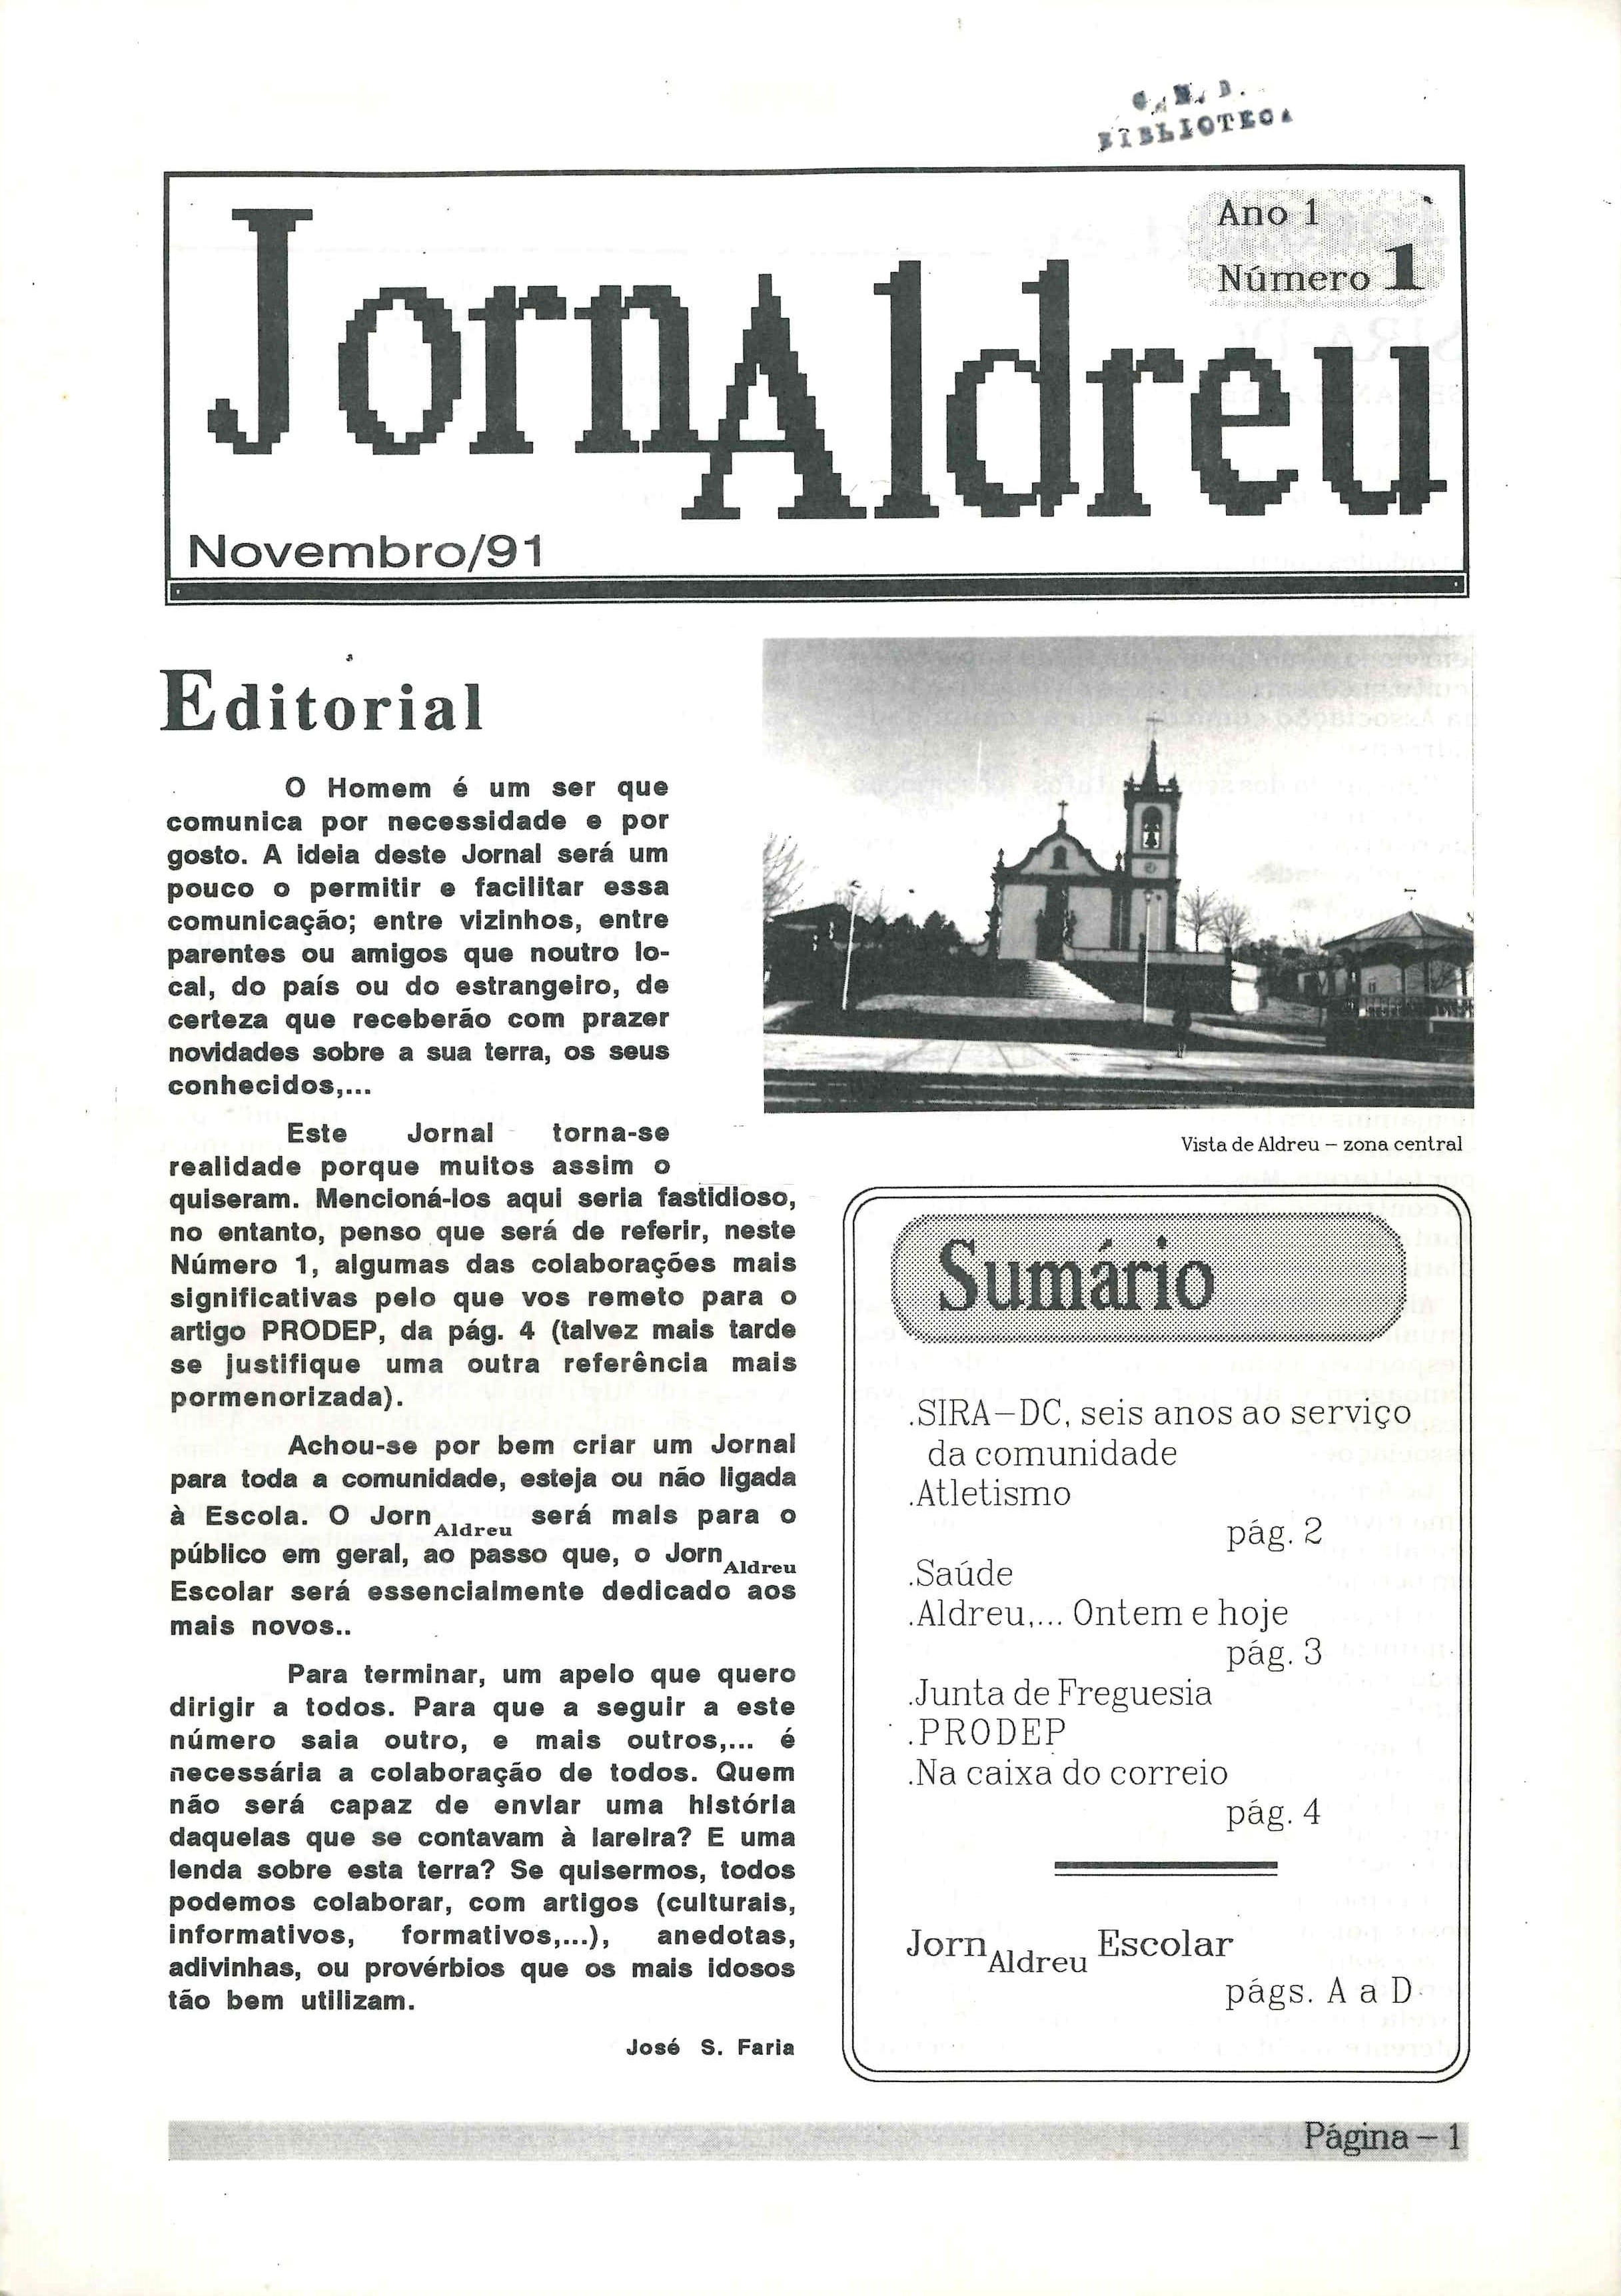 C. M. B.
BIBLIOTECA
Ano 1
Número 1
JornAldreu
Novembro/91
Editorial
O Homem é um ser que
comunica por necessidade e por
gosto. A ideia deste Jornal será um
pouco o permitir e facilitar essa
comunicação; entre vizinhos, entre
parentes ou amigos que noutro lo-
cal, do país ou do estrangeiro, de
certeza que receberão com prazer
novidades sobre a sua terra, os seus
conhecidos,...
Este Jornal torna-se
realidade porque muitos assim o
quiseram. Mencioná-los aqui seria fastidioso,
no entanto, penso que será de referir, neste
Número 1, algumas das colaborações mais
significativas pelo que vos remeto para o
artigo PRODEP, da pág. 4 (talvez mais tarde
se justifique uma outra referência mais
pormenorizada).
Achou-se por bem criar um Jornal
para toda a comunidade, esteja ou não ligada
à Escola. O JornAldreu será mais para o
público em geral, ao passo que, o JornAldreu
Escolar será essencialmente dedicado aos
mais novos..
Para terminar, um apelo que quero
dirigir a todos. Para que a seguir a este
número saia outro, e mais outros,... é
necessária a colaboração de todos. Quem
não será capaz de enviar uma história
daquelas que se contavam à lareira? E uma
lenda sobre esta terra? Se quisermos, todos
podemos colaborar, com artigos (culturais,
informativos, formativos,...), anedotas,
adivinhas, ou provérbios que os mais idosos
tão bem utilizam.
José S. Faria
Vista de Aldreu – zona central
Sumário
.SIRA–DC, seis anos ao serviço
da comunidade
.Atletismo
pág. 2
.Saúde
.Aldreu,... Ontem e hoje
pág. 3
.Junta de Freguesia
.PRODEP
.Na caixa do correio
pág. 4
JornAldreu Escolar
págs. A a D
Página – 1